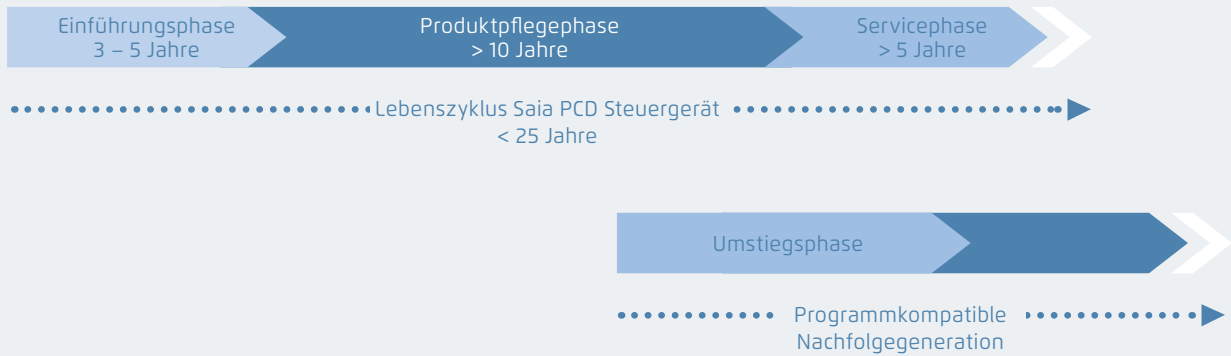 Einführungsphase
3 – 5 Jahre
Produktpflegephase
> 10 Jahre
Servicephase
> 5 Jahre
Lebenszyklus Saia PCD Steuergerät
< 25 Jahre
Umstiegsphase
Programmkompatible
Nachfolgegeneration